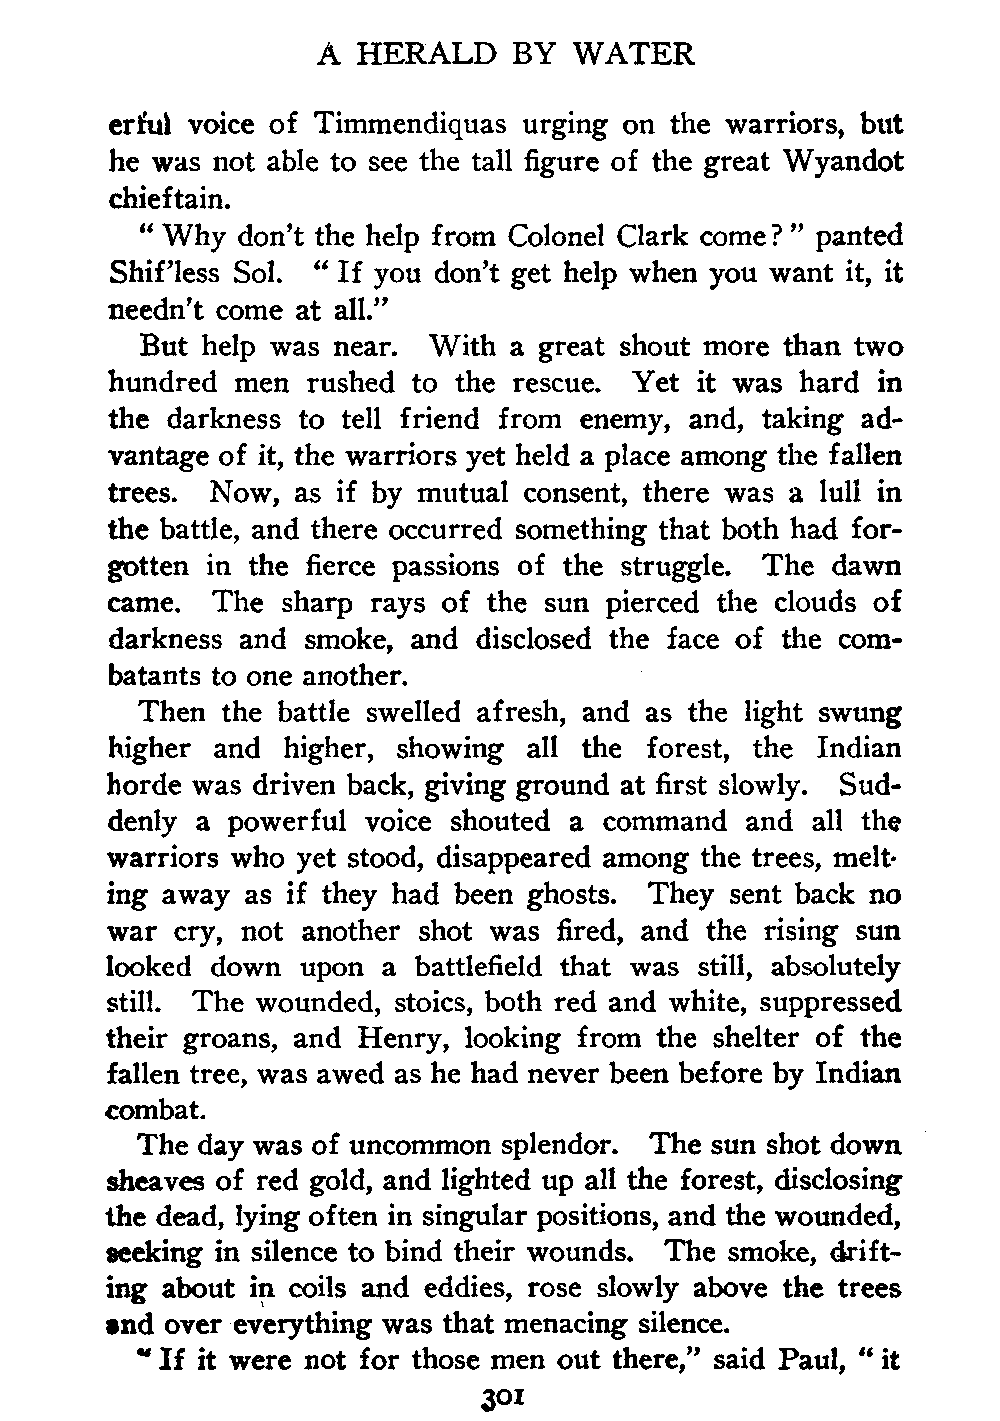 A HERALD BY WATER
erful voice of Timmendiquas urging on the warriors, but
he was not able to see the tall figure of the great Wyandot
chieftain.
“ Why don’t the help from Colonel Clark come? ” panted
Shif’less Sol. “ If you don’t get help when you want it, it
needn’t come at all.”
But help was near. With a great shout more than two
hundred men rushed to the rescue. Yet it was hard in
the darkness to tell friend from enemy, and, taking ad-
vantage of it, the warriors yet held a place among the fallen
trees. Now, as if by mutual consent, there was a lull in
the battle, and there occurred something that both had for-
gotten in the fierce passions of the struggle. The dawn
came. The sharp rays of the sun pierced the clouds of
darkness and smoke, and disclosed the face of the com-
batants to one another.
Then the battle swelled afresh, and as the light swung
higher and higher, showing all the forest, the Indian
horde was driven back, giving ground at first slowly. Sud-
denly a powerful voice shouted a command and all the
warriors who yet stood, disappeared among the trees, melt-
ing away as if they had been ghosts. They sent back no
war cry, not another shot was fired, and the rising sun
looked down upon a battlefield that was still, absolutely
still. The wounded, stoics, both red and white, suppressed
their groans, and Henry, looking from the shelter of the
fallen tree, was awed as he had never been before by Indian
combat.
The day was of uncommon splendor. The sun shot down
sheaves of red gold, and lighted up all the forest, disclosing
the dead, lying often in singular positions, and the wounded,
seeking in silence to bind their wounds. The smoke, drift-
ing about in coils and eddies, rose slowly above the trees
and over everything was that menacing silence.
“ If it were not for those men out there,” said Paul, “ it
301